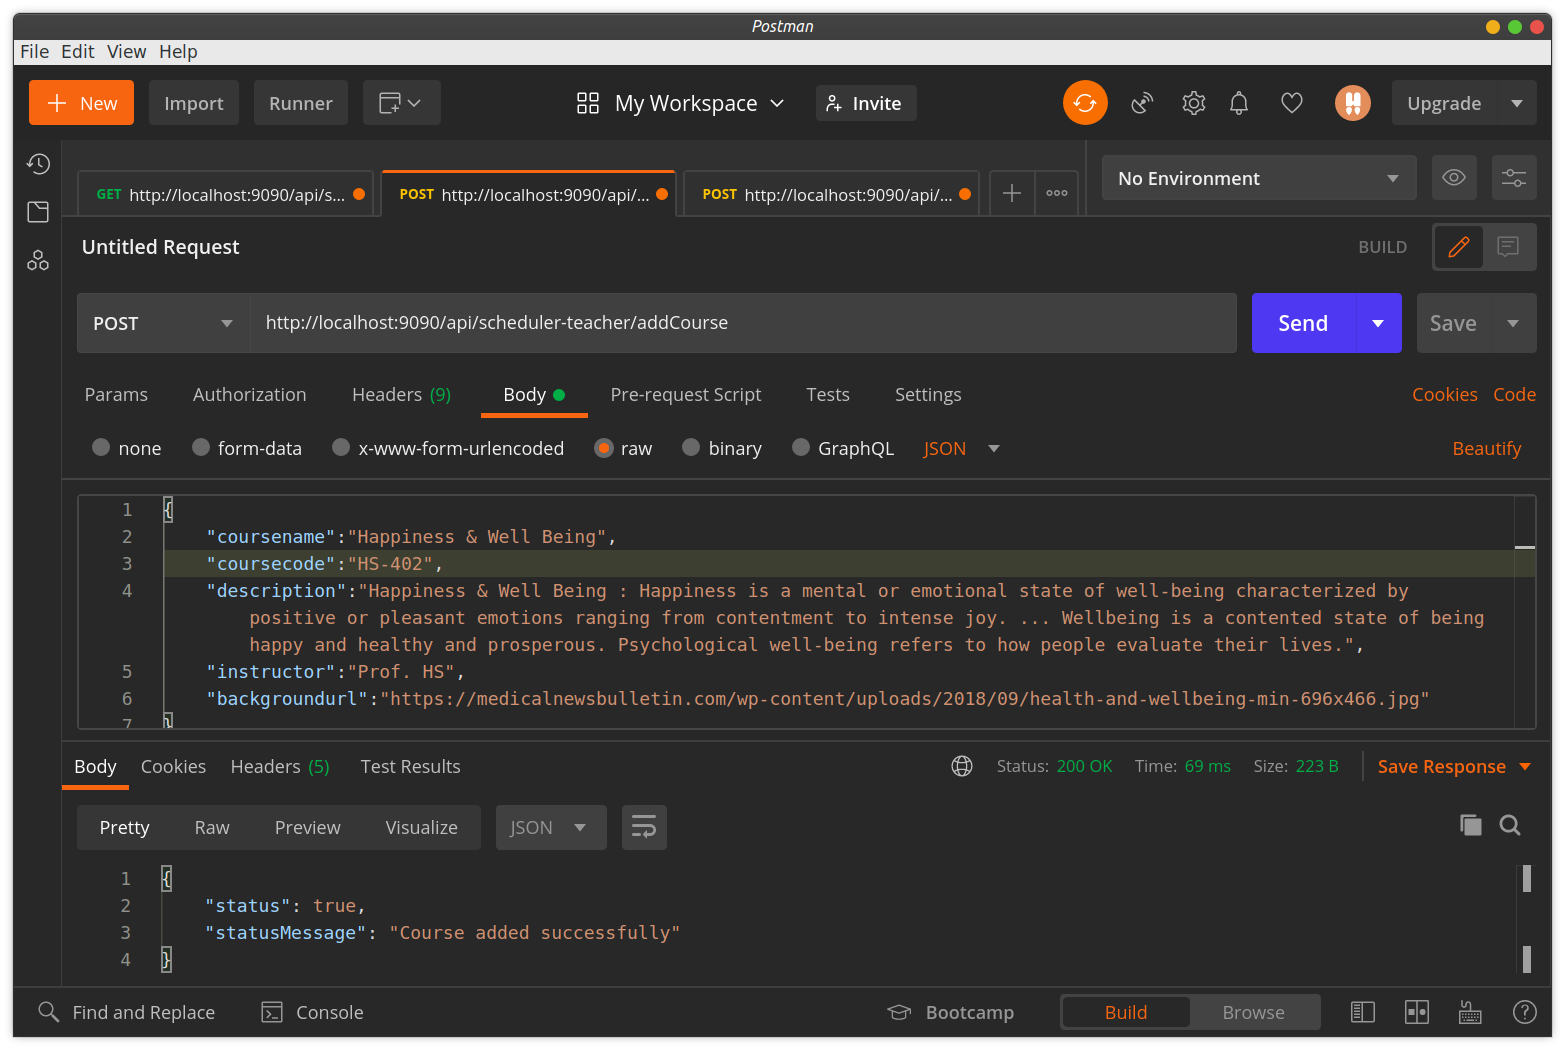 Postman
File Edit View Help
New Import Runner My Workspace Invite Upgrade
GET http://localhost:9090/api/s... POST http://localhost:9090/api/... POST http://localhost:9090/api/... No Environment
Untitled Request BUILD
POST http://localhost:9090/api/scheduler-teacher/addCourse Send Save
Params Authorization Headers (9) Body Pre-request Script Tests Settings Cookies Code
none form-data x-www-form-urlencoded raw binary GraphQL JSON Beautify
1 {
2 "coursename":"Happiness & Well Being",
3 "coursecode":"HS-402",
4 "description":"Happiness & Well Being : Happiness is a mental or emotional state of well-being characterized by
positive or pleasant emotions ranging from contentment to intense joy. ... Wellbeing is a contented state of being
happy and healthy and prosperous. Psychological well-being refers to how people evaluate their lives.",
5 "instructor":"Prof. HS",
6 "backgroundurl":"https://medicalnewsbulletin.com/wp-content/uploads/2018/09/health-and-wellbeing-min-696x466.jpg"
7 }
Body Cookies Headers (5) Test Results Status: 200 OK Time: 69 ms Size: 223 B Save Response
Pretty Raw Preview Visualize JSON
1 {
2 "status": true,
3 "statusMessage": "Course added successfully"
4 }
Find and Replace Console Bootcamp Build Browse